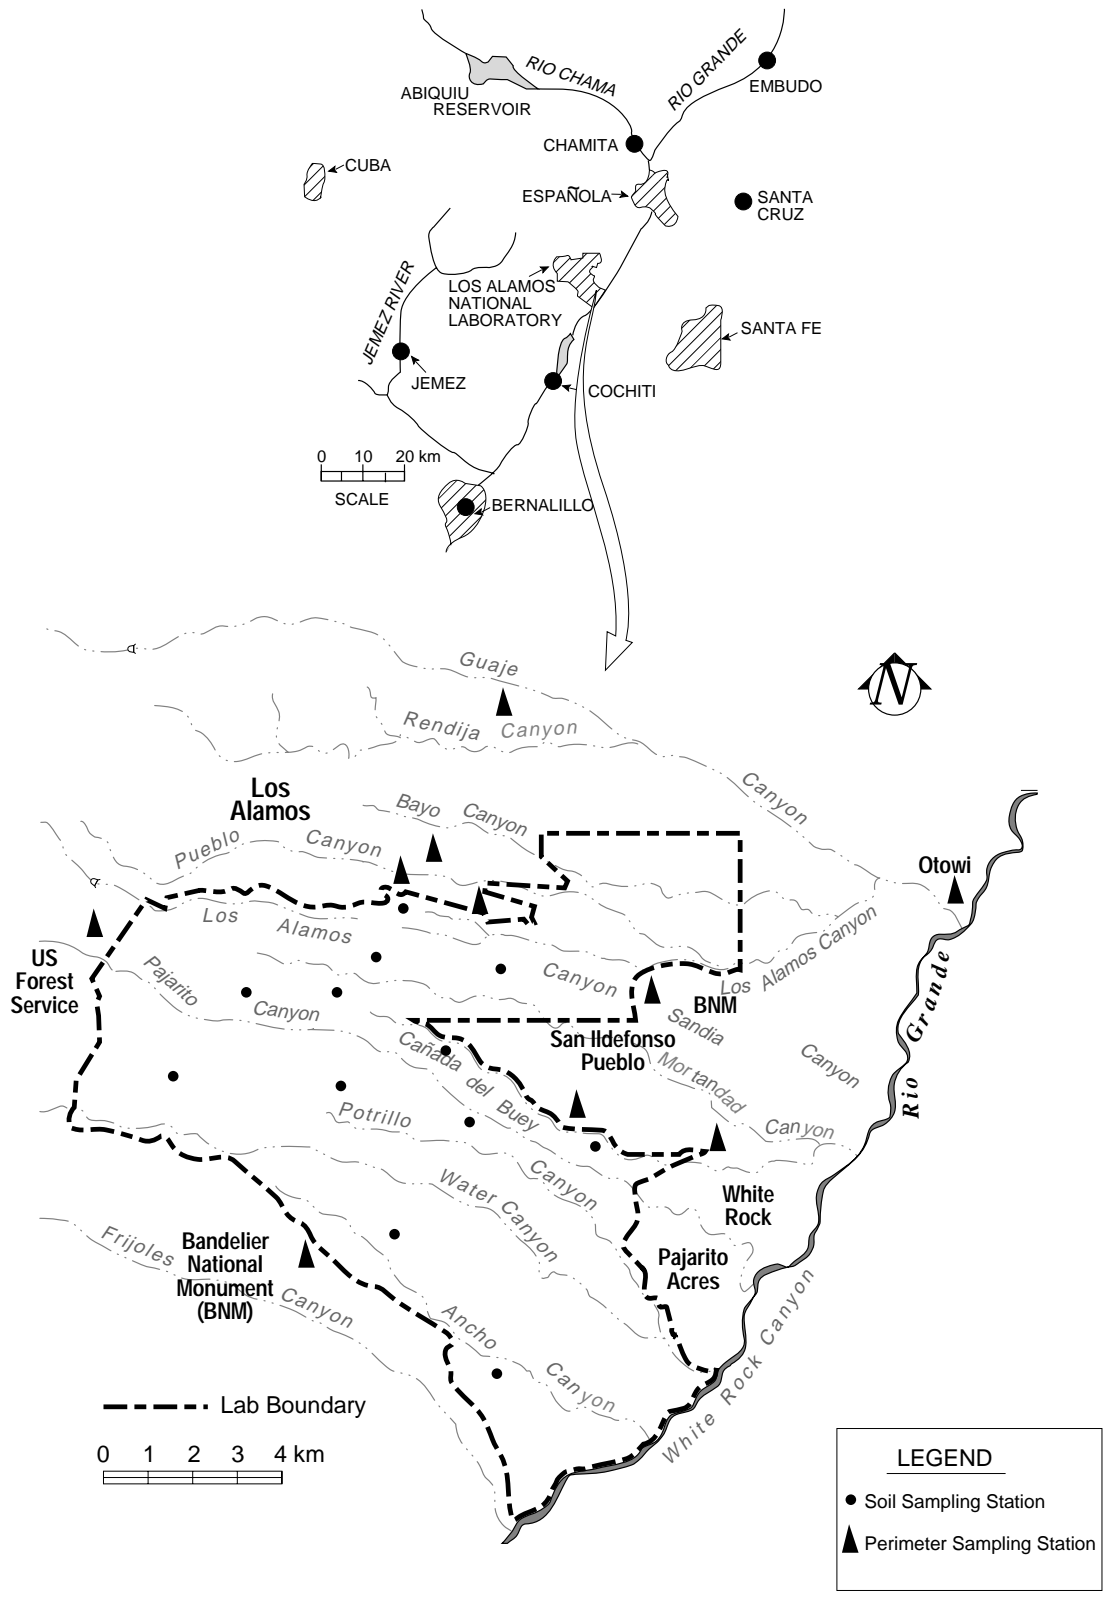 RIO CHAMA
RIO GRANDE
ABIQUIU
RESERVOIR
EMBUDO
CHAMITA
CUBA
ESPAÑOLA
SANTA
CRUZ
JEMEZ RIVER
LOS ALAMOS
NATIONAL
LABORATORY
SANTA FE
JEMEZ
COCHITI
0 10 20 km
SCALE
BERNALILLO
Guaje
N
Rendija Canyon
Canyon
Los
Alamos
Bayo Canyon
Pueblo Canyon
Otowi
Los Alamos
Los Alamos Canyon
US
Forest
Service
Pajarito
Canyon
Canyon
BNM
Rio Grande
Sandia
Canyon
San Ildefonso
Pueblo
Cañada del Buey
Mortandad
Canyon
Potrillo
Canyon
Water Canyon
White
Rock
Pajarito
Acres
Bandelier
National
Monument
(BNM)
Frijoles
Canyon
Ancho
Canyon
White Rock Canyon
Lab Boundary
0 1 2 3 4 km
LEGEND
Soil Sampling Station
Perimeter Sampling Station